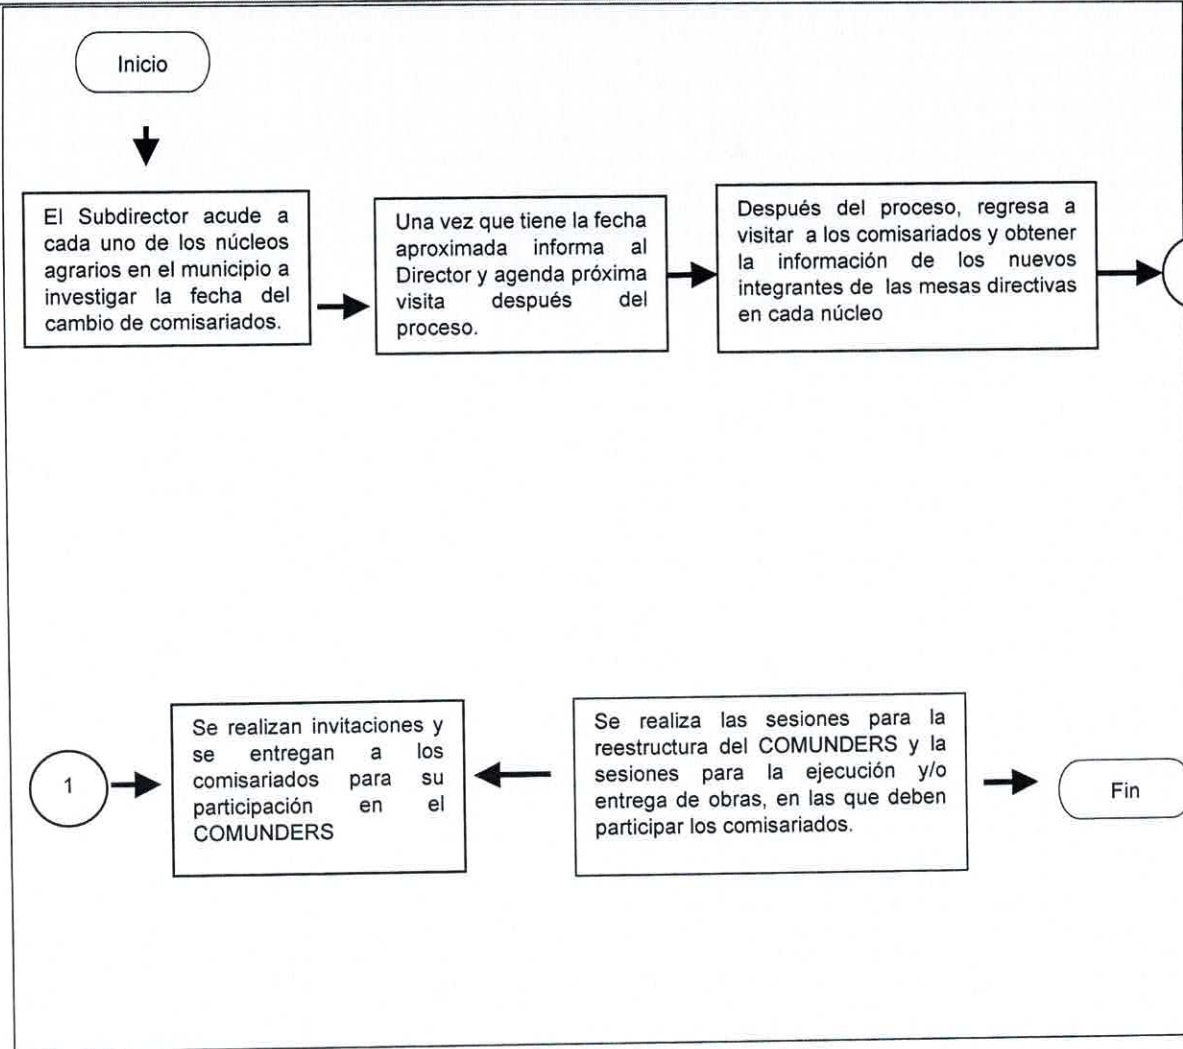 Inicio
El Subdirector acude a
cada uno de los núcleos
agrarios en el municipio a
investigar la fecha del
cambio de comisariados.
Una vez que tiene la fecha
aproximada informa al
Director y agenda próxima
visita después del
proceso.
Después del proceso, regresa a
visitar a los comisariados y obtener
la información de los nuevos
integrantes de las mesas directivas
en cada núcleo
1
Se realizan invitaciones y
se entregan a los
comisariados para su
participación en el
COMUNDERS
Se realiza las sesiones para la
reestructura del COMUNDERS y la
sesiones para la ejecución y/o
entrega de obras, en las que deben
participar los comisariados.
Fin